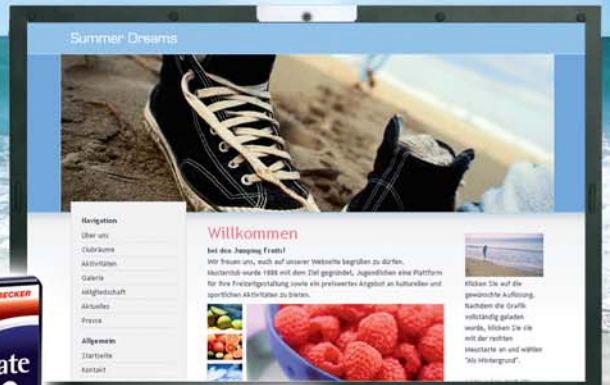 Summer Dreams
Navigation
Über uns
Clubräume
Aktivitäten
Galerie
Mitgliedschaft
Aktuelles
Presse
Allgemein
Startseite
Kontakt
Willkommen
bei den Jumping Fruits!
Wir freuen uns, euch auf unserer Webseite begrüßen zu dürfen.
Musterclub wurde 1988 mit dem Ziel gegründet, Jugendlichen eine Plattform
für ihre Freizeitgestaltung sowie ein preiswertes Angebot an kulturellen und
sportlichen Aktivitäten zu bieten.
Klicken Sie auf die
gewünschte Auflösung.
Nachdem die Grafik
vollständig geladen
wurde, klicken Sie sie
mit der rechten
Maustaste an und wählen
"Als Hintergrund".
ECKER
ate